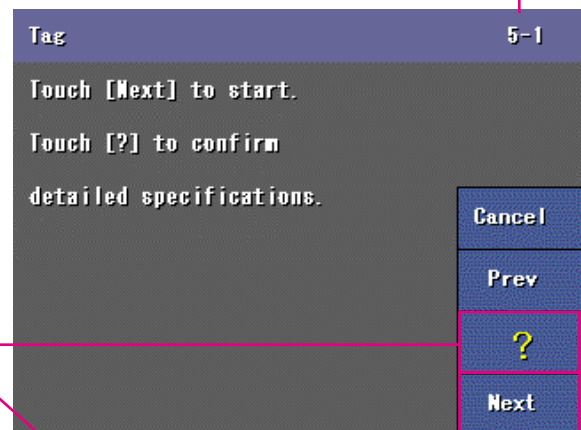 Tag 5-1
Touch [Next] to start.
Touch [?] to confirm
detailed specifications.
Cancel
Prev
?
Next